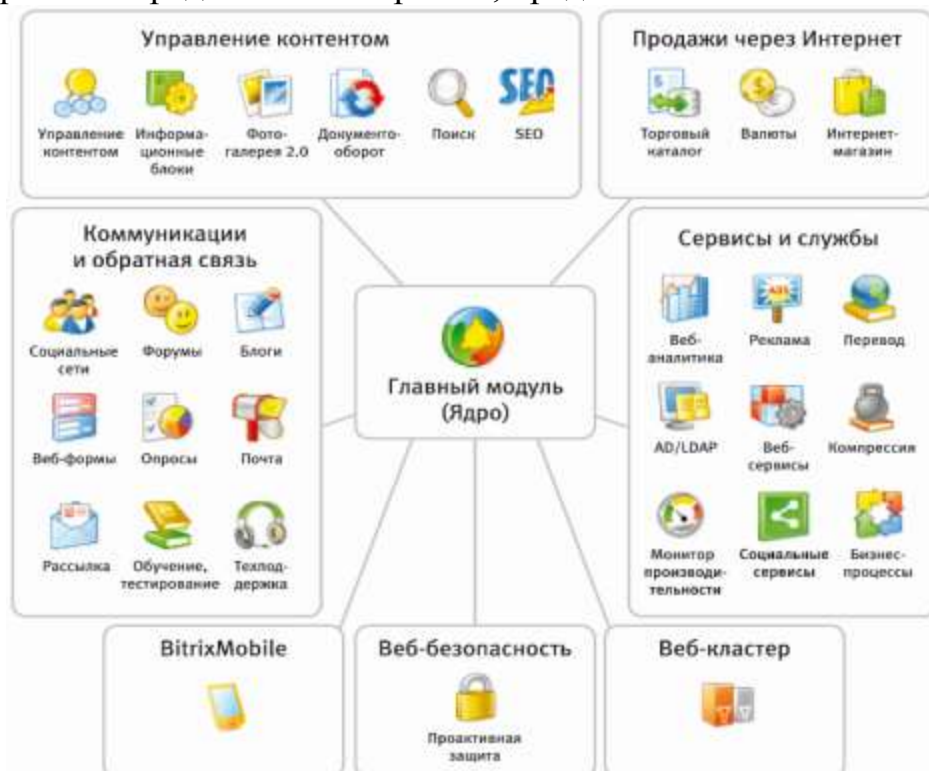 Управление контентом
Управление
контентом
Информа-
ционные
блоки
Фото-
галерея 2.0
Документо-
оборот
Поиск
SEO
SEO
Продажи через Интернет
Торговый
каталог
Валюты
Интернет-
магазин
Коммуникации
и обратная связь
Социальные
сети
Форумы
Блоги
Веб-формы
Опросы
Почта
Рассылка
Обучение,
тестирование
Техпод-
держка
Главный модуль
(Ядро)
Сервисы и службы
Веб-
аналитика
ADS
Реклама
Перевод
AD/LDAP
Веб-
сервисы
Компрессия
Монитор
производи-
тельности
Социальные
сервисы
Бизнес-
процессы
BitrixMobile
Веб-безопасность
Проактивная
защита
Веб-кластер